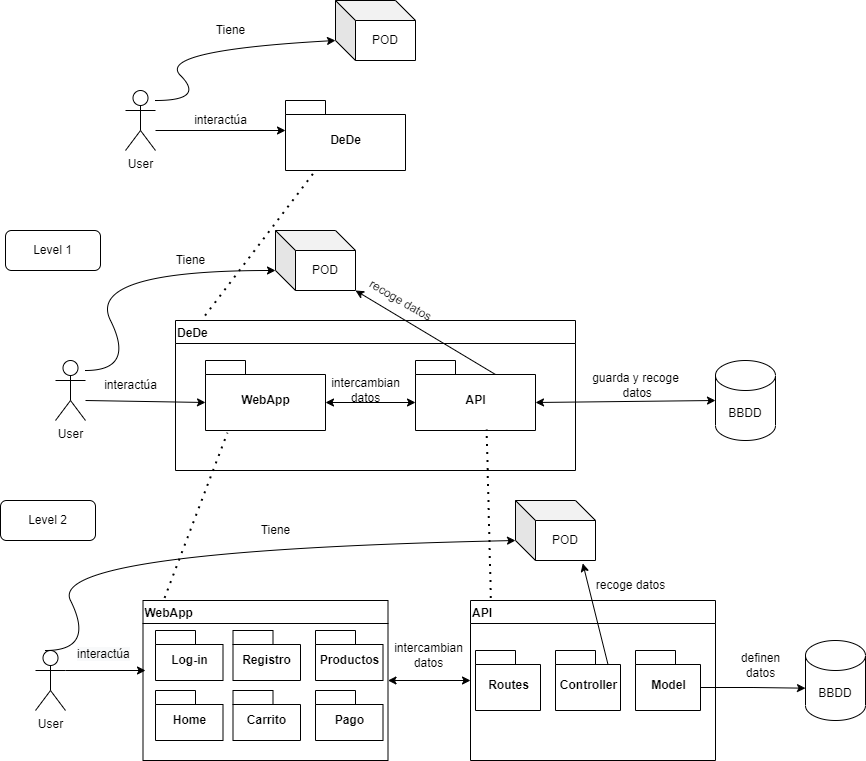 Tiene
POD
interactúa
User
DeDe
Level 1
Tiene
POD
recoge datos
DeDe
interactúa
User
WebApp
intercambian
datos
API
guarda y recoge
datos
BBDD
Level 2
Tiene
POD
recoge datos
WebApp
API
interactúa
User
Log-in
Registro
Productos
Home
Carrito
Pago
intercambian
datos
Routes
Controller
Model
definen
datos
BBDD